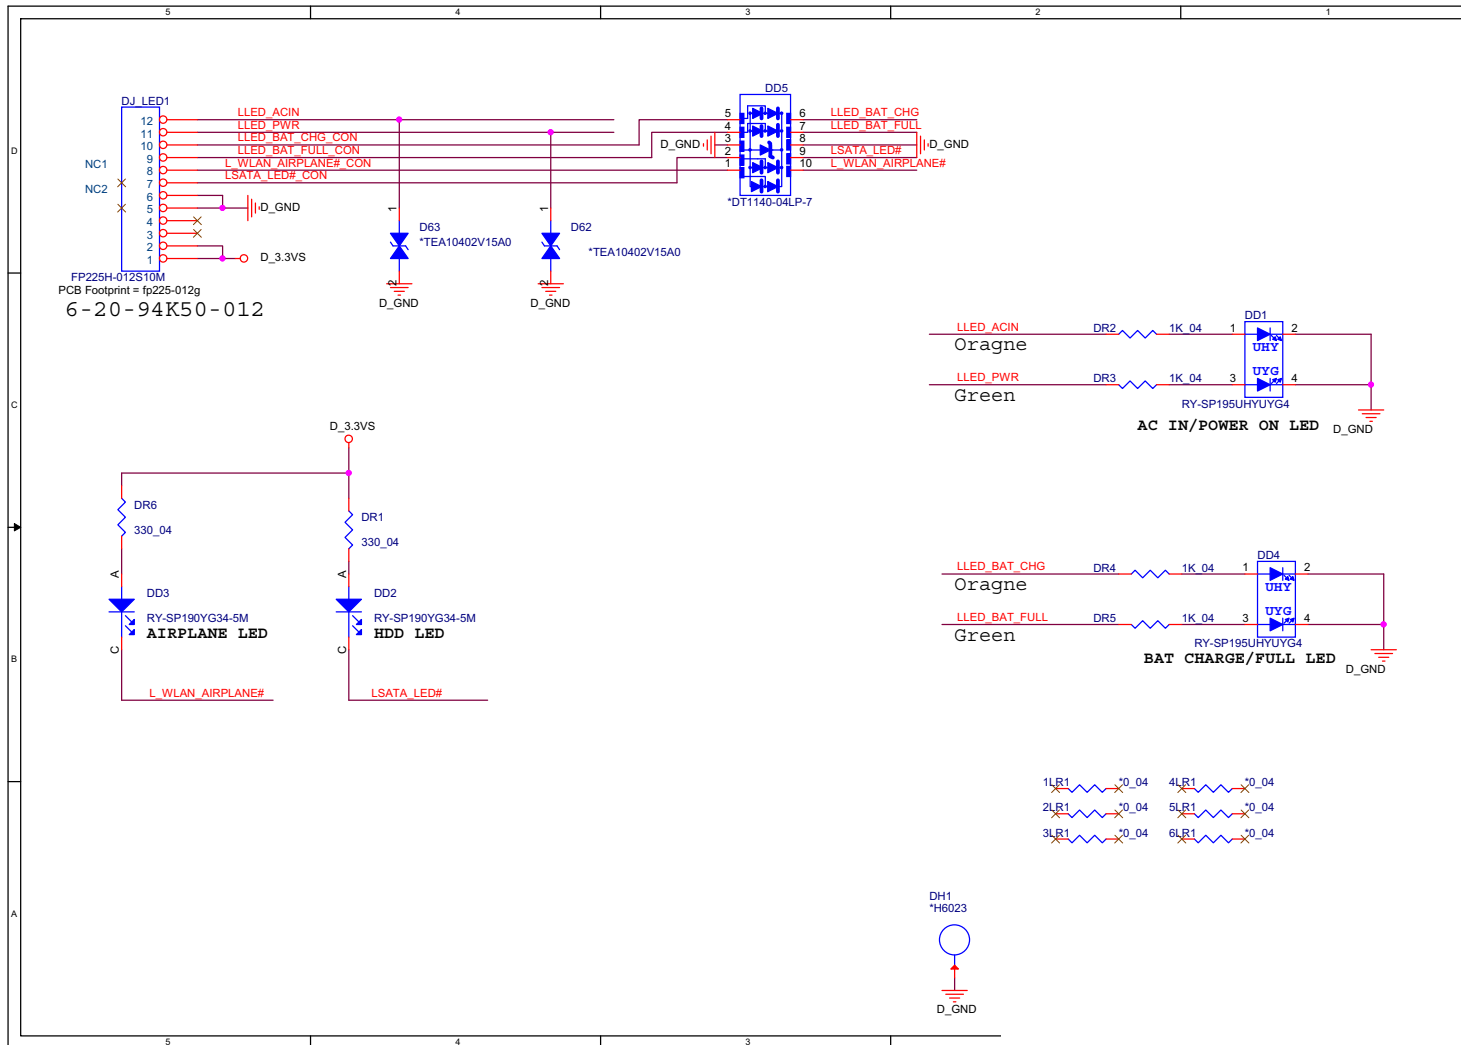 5 4 3 2 1
DJ_LED1
12 LLED_ACIN
11 LLED_PWR
10 LLED_BAT_CHG_CON
9 LLED_BAT_FULL_CON
8 L_WLAN_AIRPLANE#_CON
7 LSATA_LED#_CON
6
5 D_GND
4
3
2
1 D_3.3VS
NC1
NC2
FP225H-012S10M
PCB Footprint = fp225-012g
6-20-94K50-012
1
D63
*TEA10402V15A0
2
D_GND
1
D62
*TEA10402V15A0
2
D_GND
DD5
5 6 LLED_BAT_CHG
4 7 LLED_BAT_FULL
D_GND 3 8 D_GND
2 9 LSATA_LED#
1 10 L_WLAN_AIRPLANE#
*DT1140-04LP-7
D
C
B
A
DD1
LLED_ACIN DR2 1K_04 1 2
Oragne UHY
UYG
LLED_PWR DR3 1K_04 3 4
Green
RY-SP195UHYUYG4
AC IN/POWER ON LED D_GND
D_3.3VS
DR6
330_04
A
DD3
RY-SP190YG34-5M
AIRPLANE LED
C
L_WLAN_AIRPLANE#
DR1
330_04
A
DD2
RY-SP190YG34-5M
HDD LED
C
LSATA_LED#
DD4
LLED_BAT_CHG DR4 1K_04 1 2
Oragne UHY
UYG
LLED_BAT_FULL DR5 1K_04 3 4
Green
RY-SP195UHYUYG4
BAT CHARGE/FULL LED D_GND
1LR1 *0_04 4LR1 *0_04
2LR1 *0_04 5LR1 *0_04
3LR1 *0_04 6LR1 *0_04
DH1
*H6023
D_GND
5 4 3